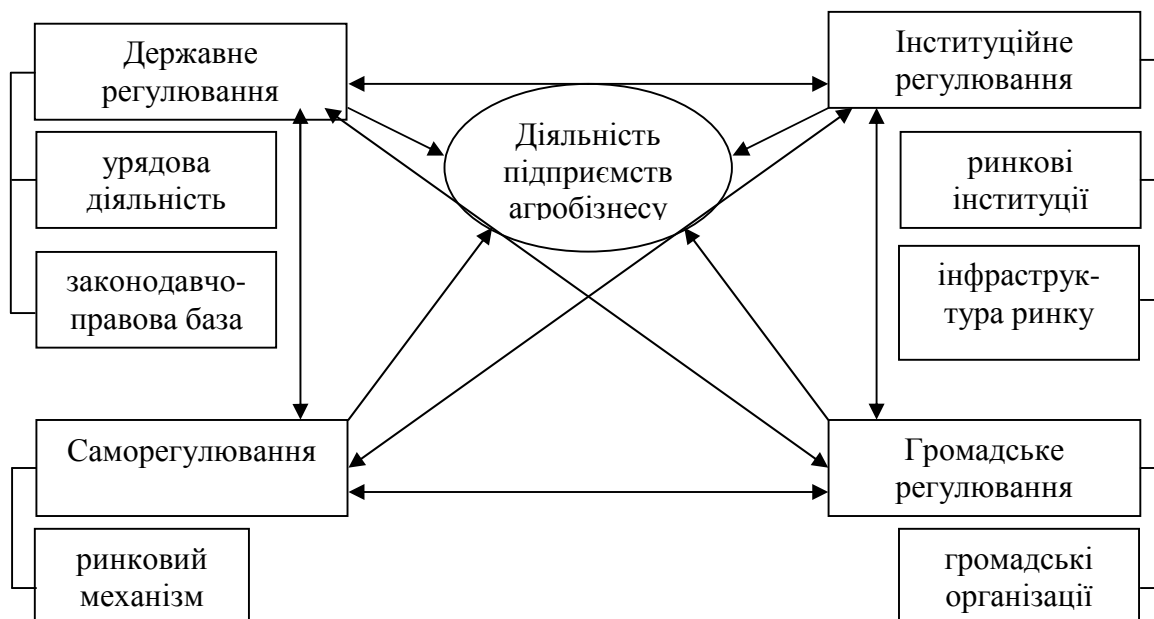 Державне
регулювання
урядова
діяльність
законодавчо-
правова база
Діяльність
підприємств
агробізнесу
Інституційне
регулювання
ринкові
інституції
інфраструк-
тура ринку
Саморегулювання
ринковий
механізм
Громадське
регулювання
громадські
організації